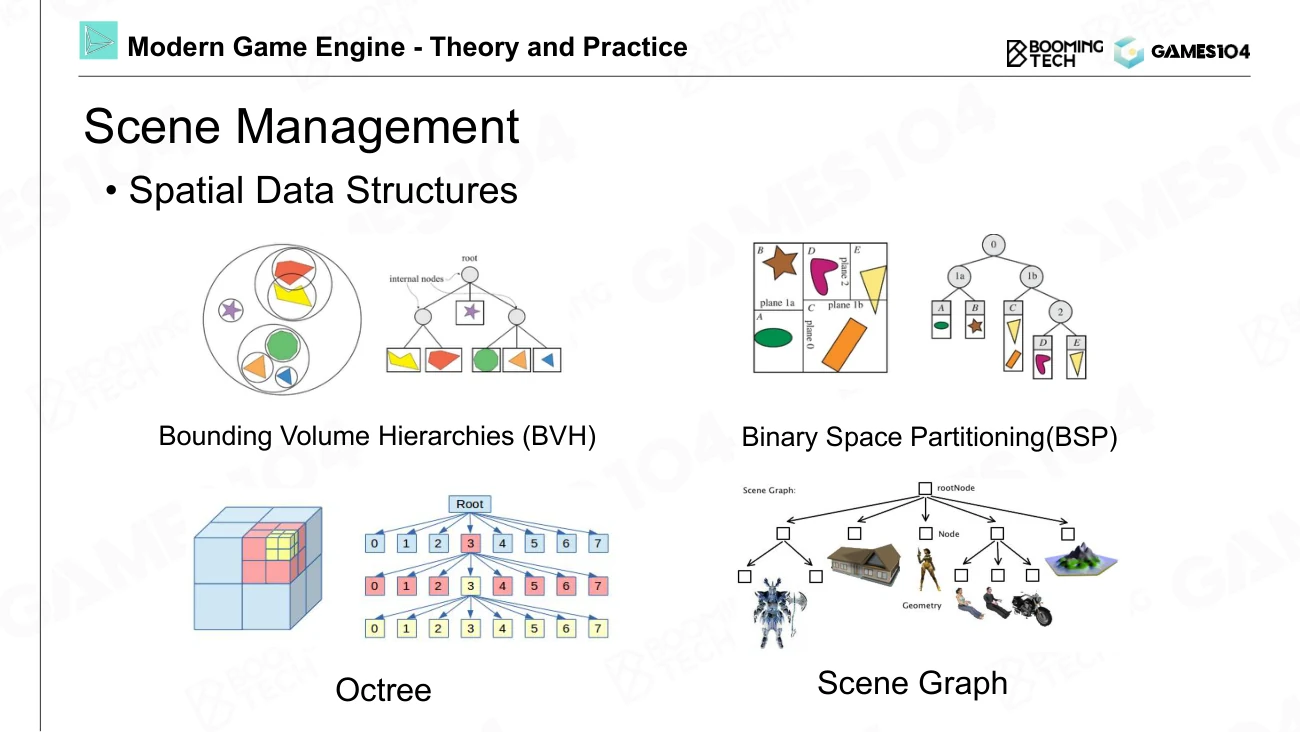 Modern Game Engine - Theory and Practice
BOOMING
TECH
GAMES104
Scene Management
• Spatial Data Structures
root
internal nodes
Bounding Volume Hierarchies (BVH)
B
D
E
plane 2
plane 1a
plane 1b
A
C
plane 0
0
1a
1b
A
B
C
2
D
E
Binary Space Partitioning(BSP)
Root
0 1 2 3 4 5 6 7
0 1 2 3 4 5 6 7
0 1 2 3 4 5 6 7
Octree
Scene Graph:
rootNode
Node
Geometry
Scene Graph